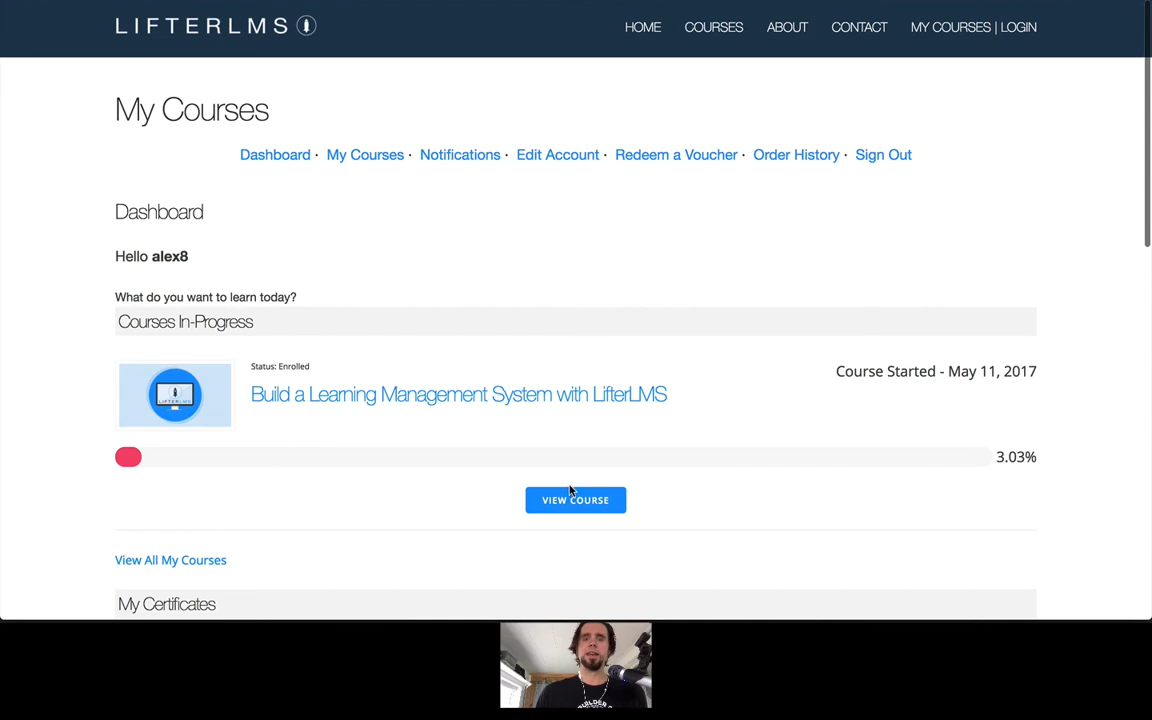 LIFTERLMS
HOME COURSES ABOUT CONTACT MY COURSES | LOGIN
My Courses
Dashboard · My Courses · Notifications · Edit Account · Redeem a Voucher · Order History · Sign Out
Dashboard
Hello alex8
What do you want to learn today?
Courses In-Progress
Status: Enrolled
Course Started - May 11, 2017
Build a Learning Management System with LifterLMS
LIFTERLMS
3.03%
VIEW COURSE
View All My Courses
My Certificates